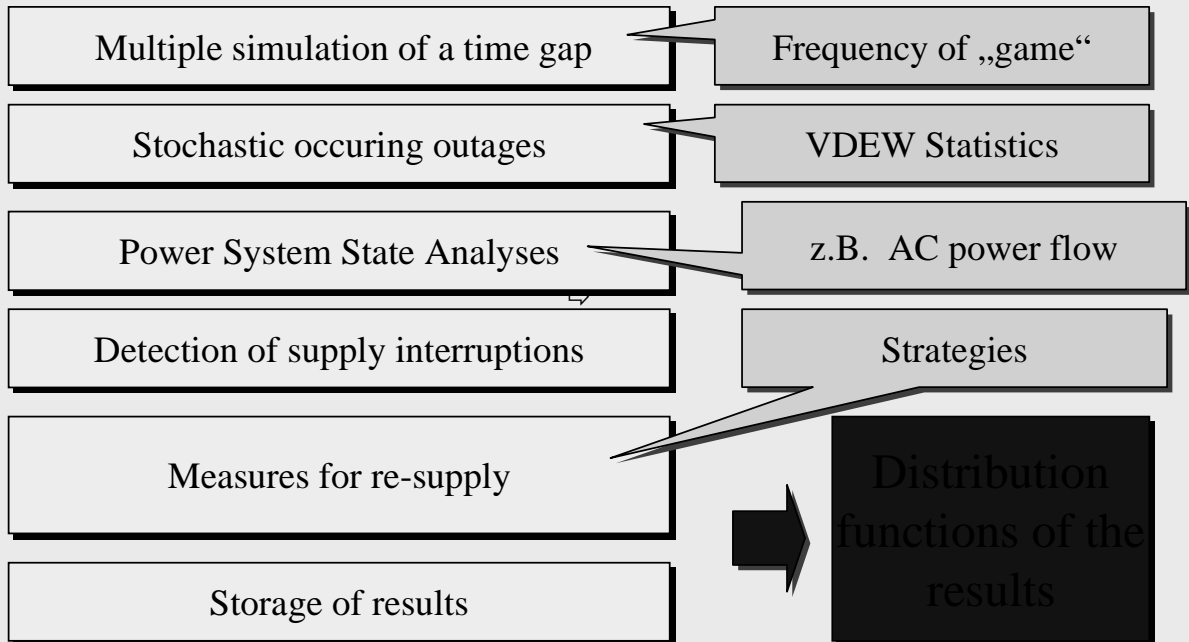 Multiple simulation of a time gap
Frequency of „game“
Stochastic occuring outages
VDEW Statistics
Power System State Analyses
z.B. AC power flow
Detection of supply interruptions
Strategies
Measures for re-supply
Distribution
functions of the
results
Storage of results